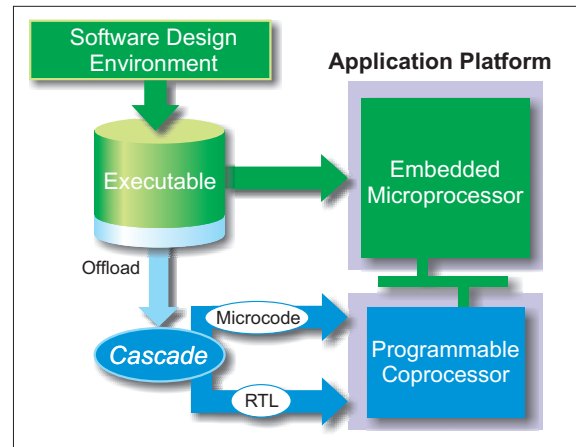 Software Design
Environment
Application Platform
Executable
Embedded
Microprocessor
Offload
Microcode
Cascade
Programmable
Coprocessor
RTL